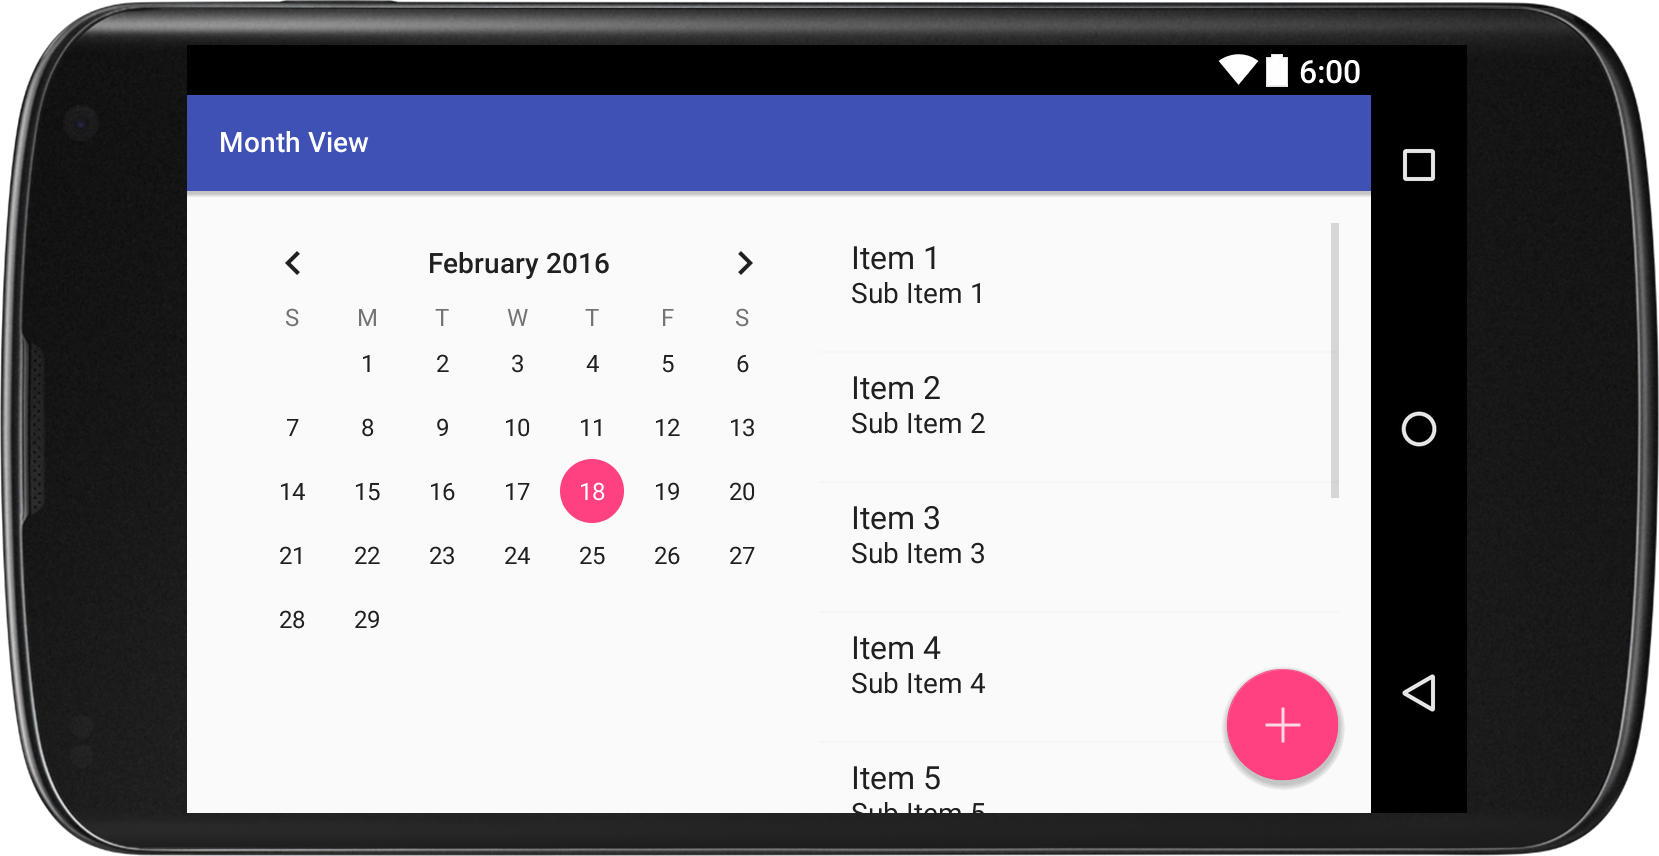 6:00
Month View
February 2016
S M T W T F S
1 2 3 4 5 6
7 8 9 10 11 12 13
14 15 16 17 18 19 20
21 22 23 24 25 26 27
28 29
Item 1
Sub Item 1
Item 2
Sub Item 2
Item 3
Sub Item 3
Item 4
Sub Item 4
Item 5
Sub Item 5